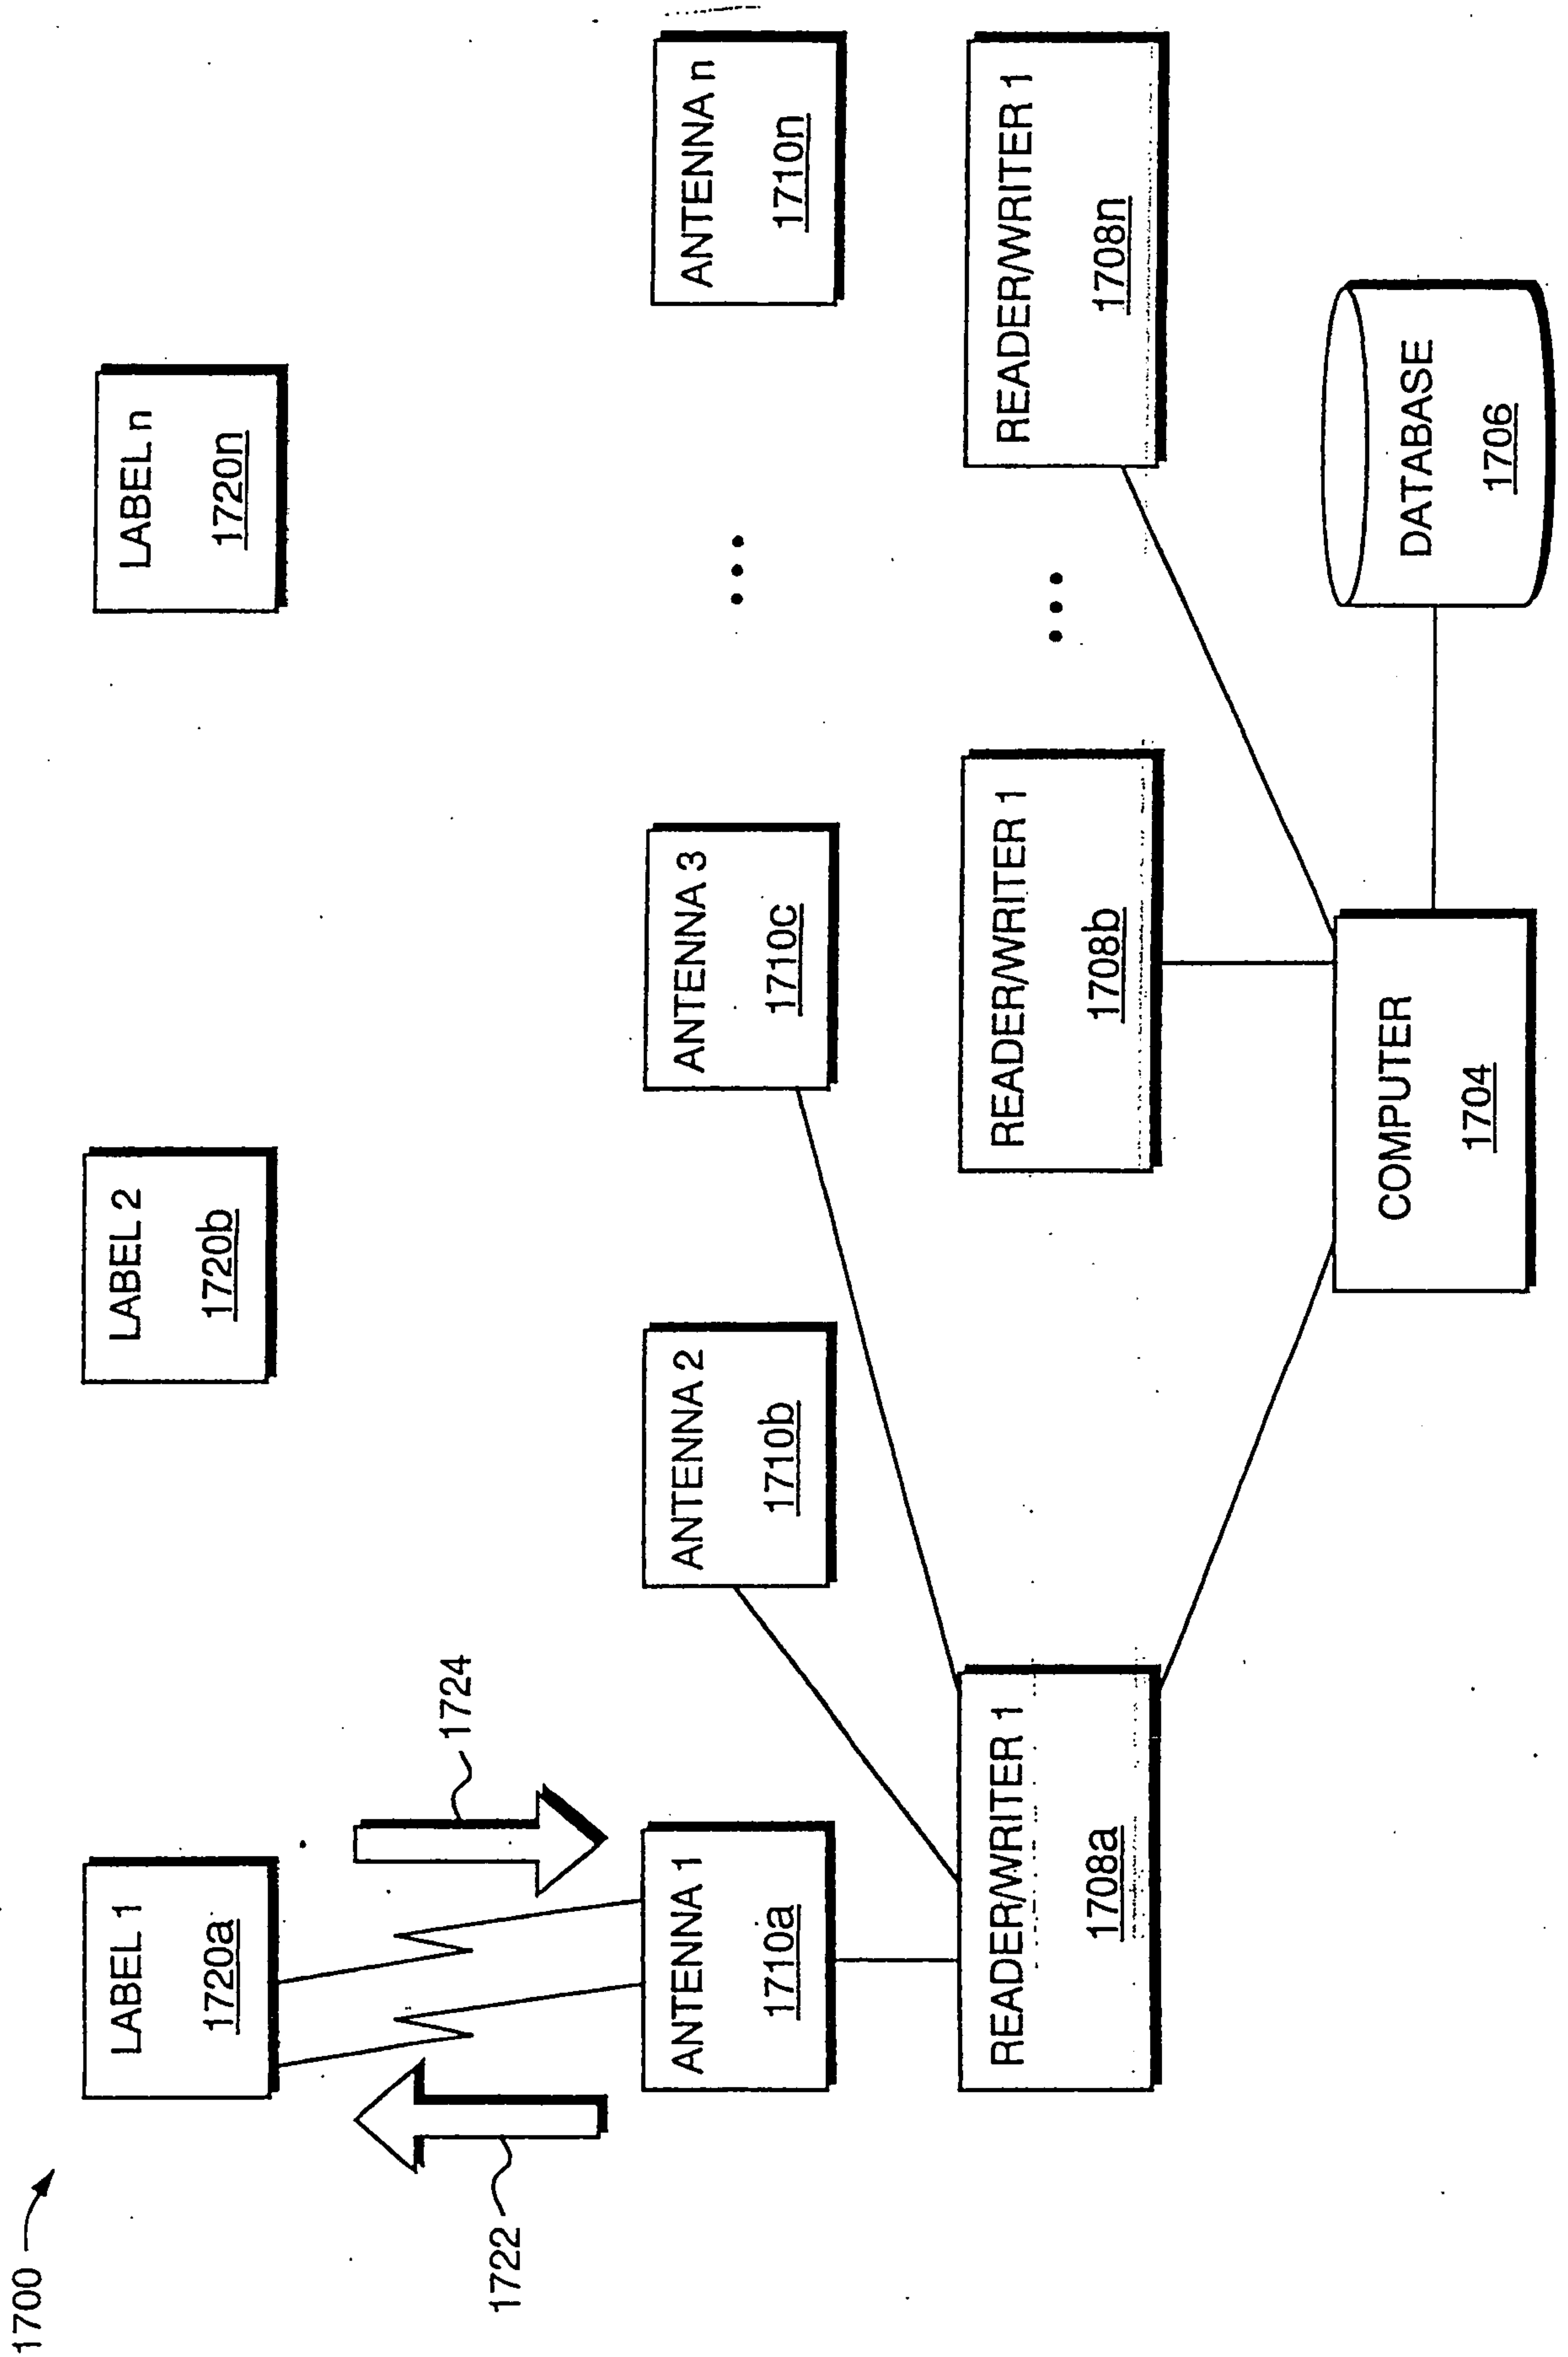 1700
LABEL 1
1720a
LABEL 2
1720b
LABEL n
1720n
1722
1724
ANTENNA 1
1710a
ANTENNA 2
1710b
ANTENNA 3
1710c
ANTENNA n
1710n
READER/WRITER 1
1708a
READER/WRITER 1
1708b
READER/WRITER 1
1708n
COMPUTER
1704
DATABASE
1706